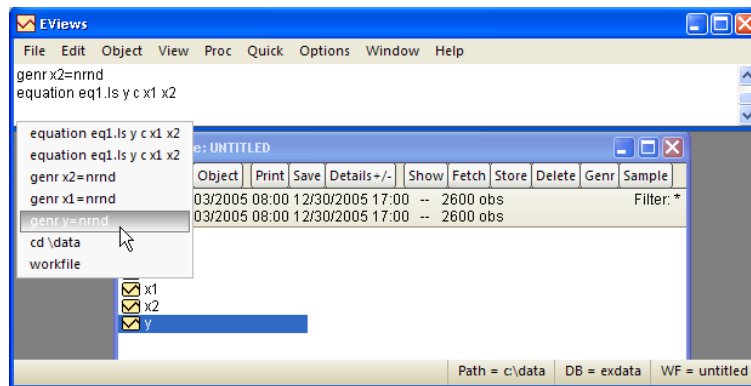 EViews
File Edit Object View Proc Quick Options Window Help
genr x2=nrnd
equation eq1.ls y c x1 x2
equation eq1.ls y c x1 x2
equation eq1.ls y c x1 x2
genr x2=nrnd
genr x1=nrnd
genr y=nrnd
cd \data
workfile
e: UNTITLED
Object Print Save Details+/- Show Fetch Store Delete Genr Sample
03/2005 08:00 12/30/2005 17:00 -- 2600 obs Filter: *
03/2005 08:00 12/30/2005 17:00 -- 2600 obs
x1
x2
y
Path = c:\data DB = exdata WF = untitled